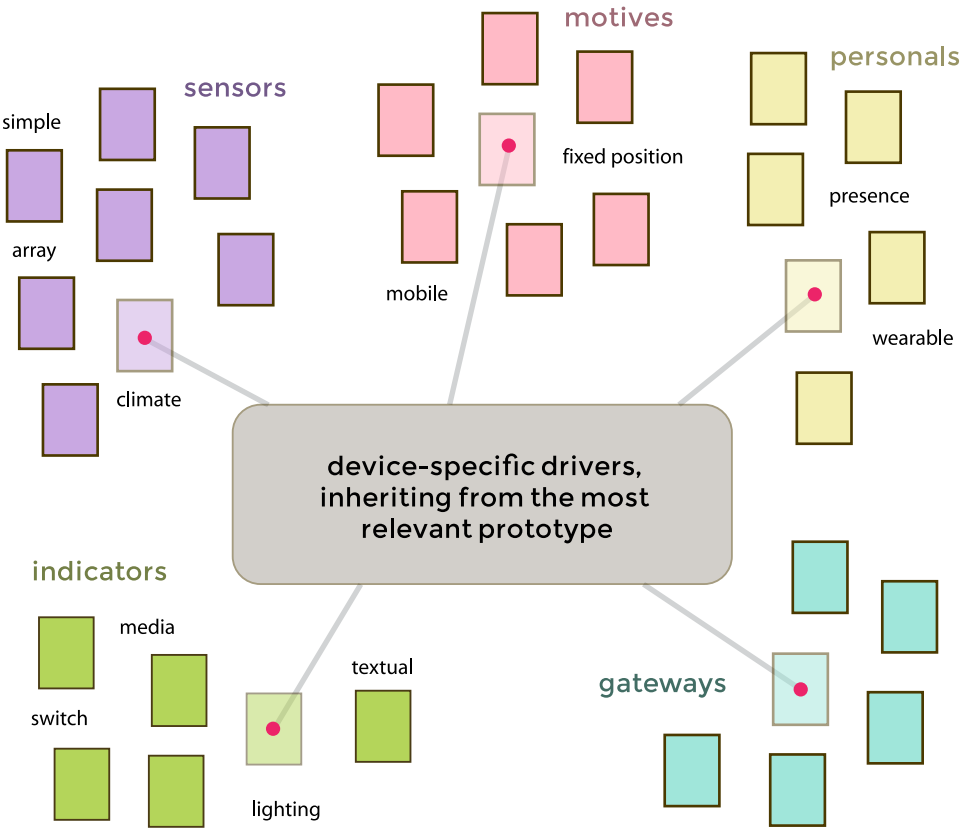 motives
personals
sensors
simple
fixed position
presence
array
mobile
wearable
climate
device-specific drivers,
inheriting from the most
relevant prototype
indicators
media
textual
gateways
switch
lighting